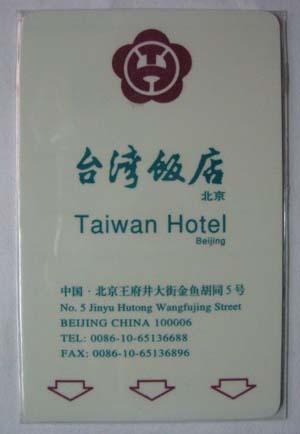 台湾饭店
北京
Taiwan Hotel
Beijing
中国·北京王府井大街金鱼胡同5号
No. 5 Jinyu Hutong Wangfujing Street
BEIJING CHINA 100006
TEL: 0086-10-65136688
FAX: 0086-10-65136896